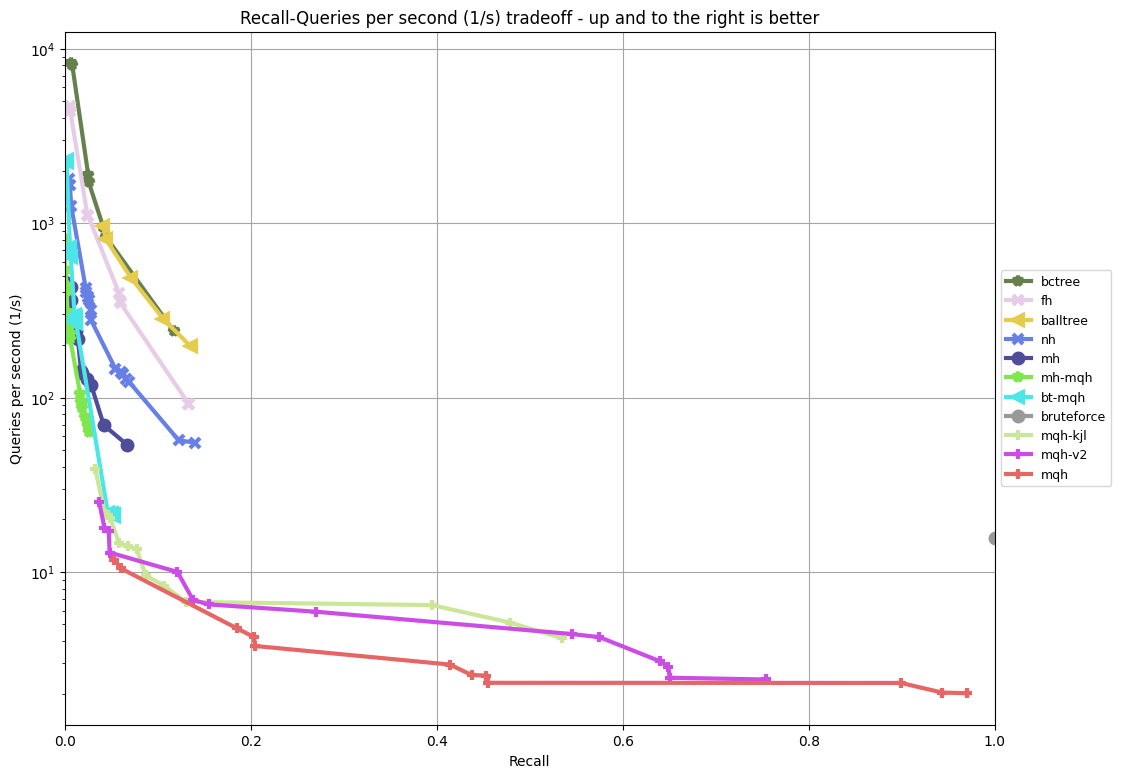 Recall-Queries per second (1/s) tradeoff - up and to the right is better
Queries per second (1/s)
10^4
10^3
10^2
10^1
0.0 0.2 0.4 0.6 0.8 1.0
Recall
bctree
fh
balltree
nh
mh
mh-mqh
bt-mqh
bruteforce
mqh-kjl
mqh-v2
mqh